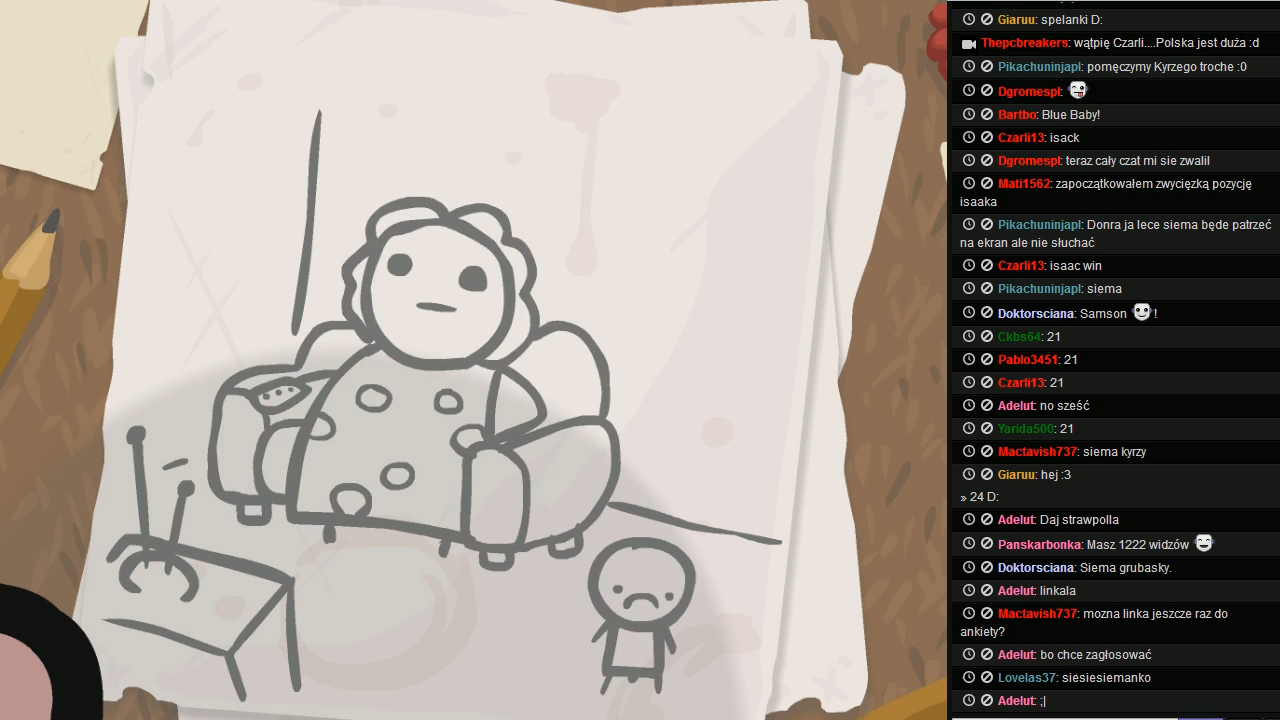 Giaruu: spelanki D:
Thepcbreakers: wątpię Czarli....Polska jest duża :d
Pikachuninjapl: pomęczymy Kyrzego troche :0
Dgromespl:
Bartbo: Blue Baby!
Czarli13: isack
Dgromespl: teraz cały czat mi sie zwalil
Mati1562: zapoczątkowałem zwycięzką pozycję
isaaka
Pikachuninjapl: Donra ja lece siema będe patrzeć
na ekran ale nie słuchać
Czarli13: isaac win
Pikachuninjapl: siema
Doktorsciana: Samson !
Ckbs64: 21
Pablo3451: 21
Czarli13: 21
Adelut: no sześć
Yarida500: 21
Mactavish737: siema kyrzy
Giaruu: hej :3
» 24 D:
Adelut: Daj strawpolla
Panskarbonka: Masz 1222 widzów
Doktorsciana: Siema grubasky.
Adelut: linkala
Mactavish737: mozna linka jeszcze raz do
ankiety?
Adelut: bo chce zagłosować
Lovelas37: siesiesiemanko
Adelut: ;|